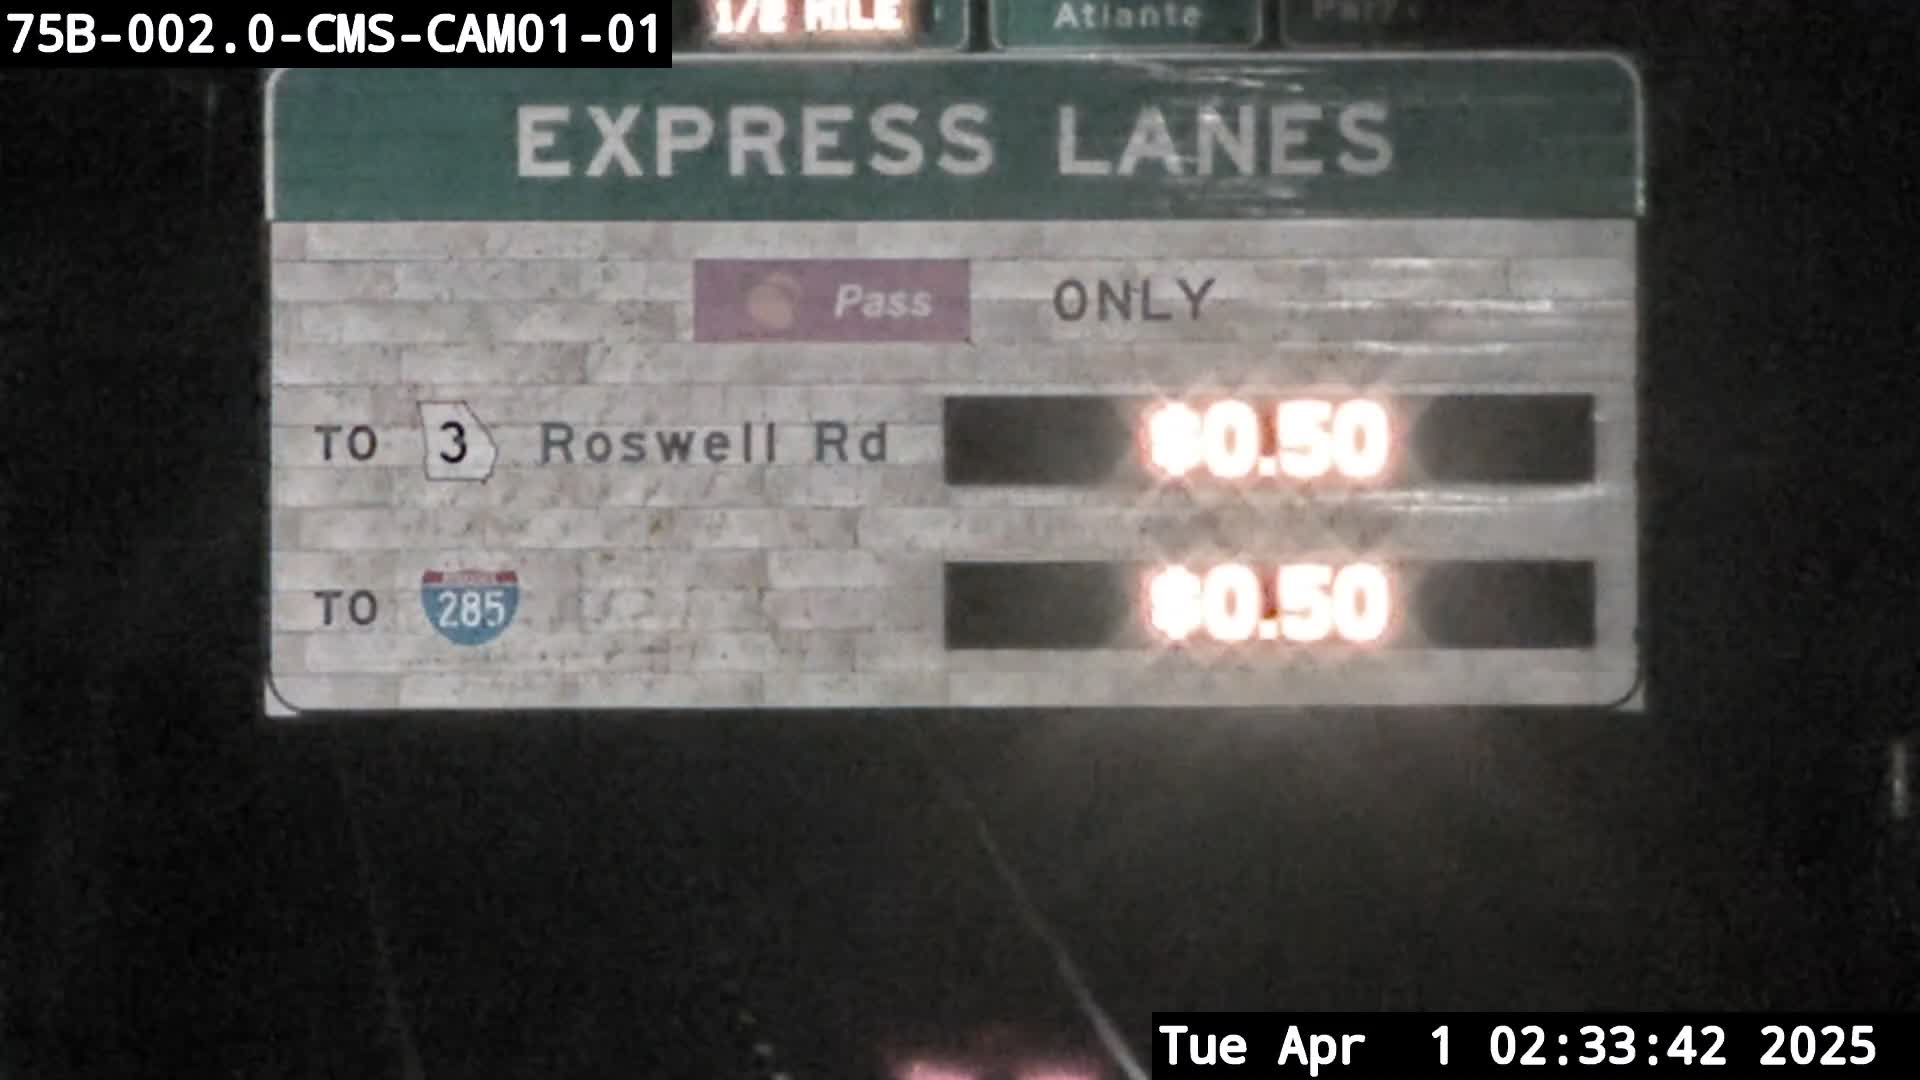 75B-002.0-CMS-CAM01-01
1/2 MILE
Atlanta
EXPRESS LANES
Pass ONLY
TO 3 Roswell Rd $0.50
TO 285 $0.50
Tue Apr 1 02:33:42 2025